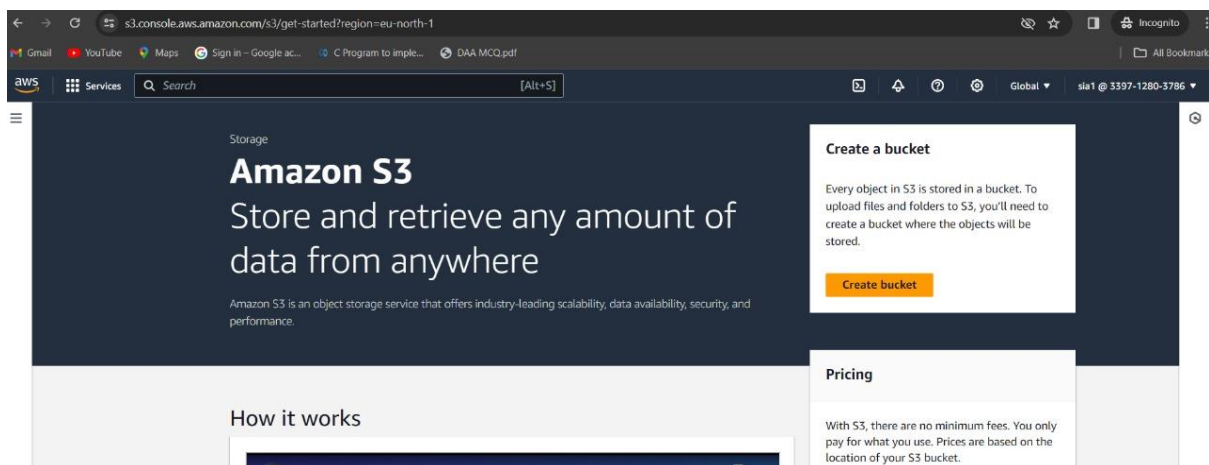 s3.console.aws.amazon.com/s3/get-started?region=eu-north-1
Incognito
Gmail YouTube Maps Sign in – Google ac... C Program to imple... DAA MCQ.pdf All Bookmark
aws Services Search [Alt+S] Global sia1 @ 3397-1280-3786
Storage
Amazon S3
Store and retrieve any amount of
data from anywhere
Amazon S3 is an object storage service that offers industry-leading scalability, data availability, security, and
performance.
Create a bucket
Every object in S3 is stored in a bucket. To
upload files and folders to S3, you'll need to
create a bucket where the objects will be
stored.
Create bucket
Pricing
With S3, there are no minimum fees. You only
pay for what you use. Prices are based on the
location of your S3 bucket.
How it works